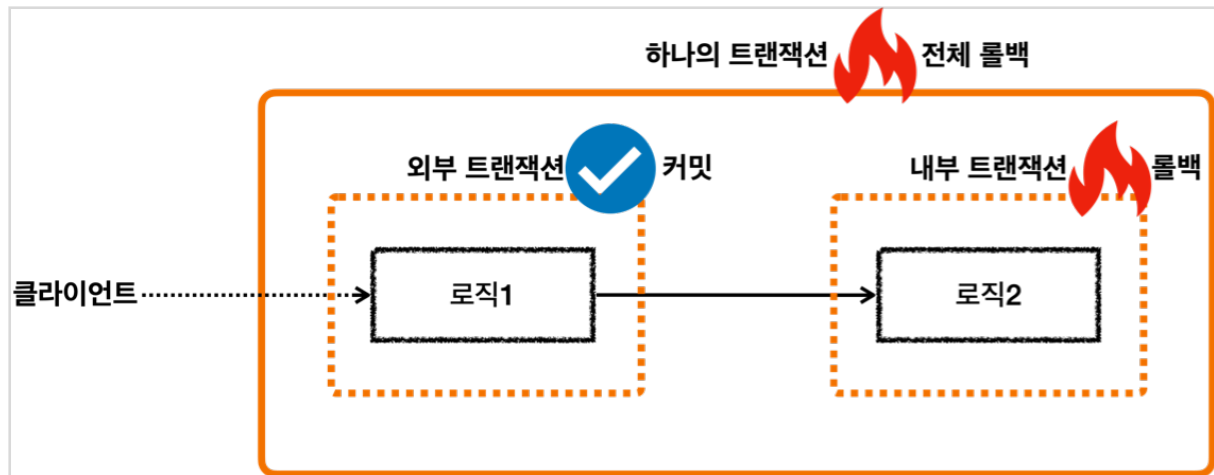 하나의 트랜잭션 전체 롤백
외부 트랜잭션 커밋
내부 트랜잭션 롤백
클라이언트
로직1
로직2